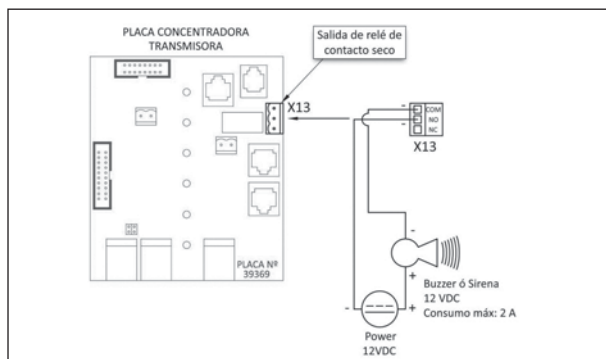 PLACA CONCENTRADORA
TRANSMISORA
Salida de relé de
contacto seco
X13
-
COM
NO
-
NC
X13
-
+
Buzzer ó Sirena
12 VDC
Consumo máx: 2 A
PLACA Nº
39369
-
+
Power
12VDC